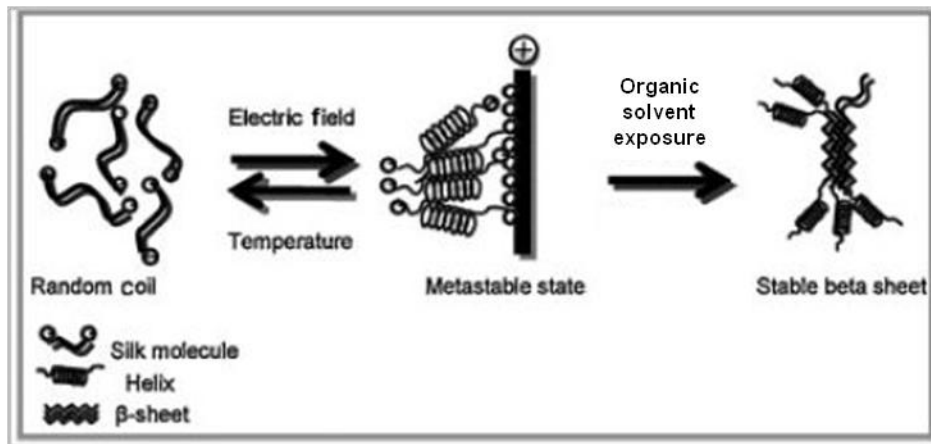 Electric field
Temperature
Random coil
+
Metastable state
Organic
solvent
exposure
Stable beta sheet
Silk molecule
Helix
β-sheet